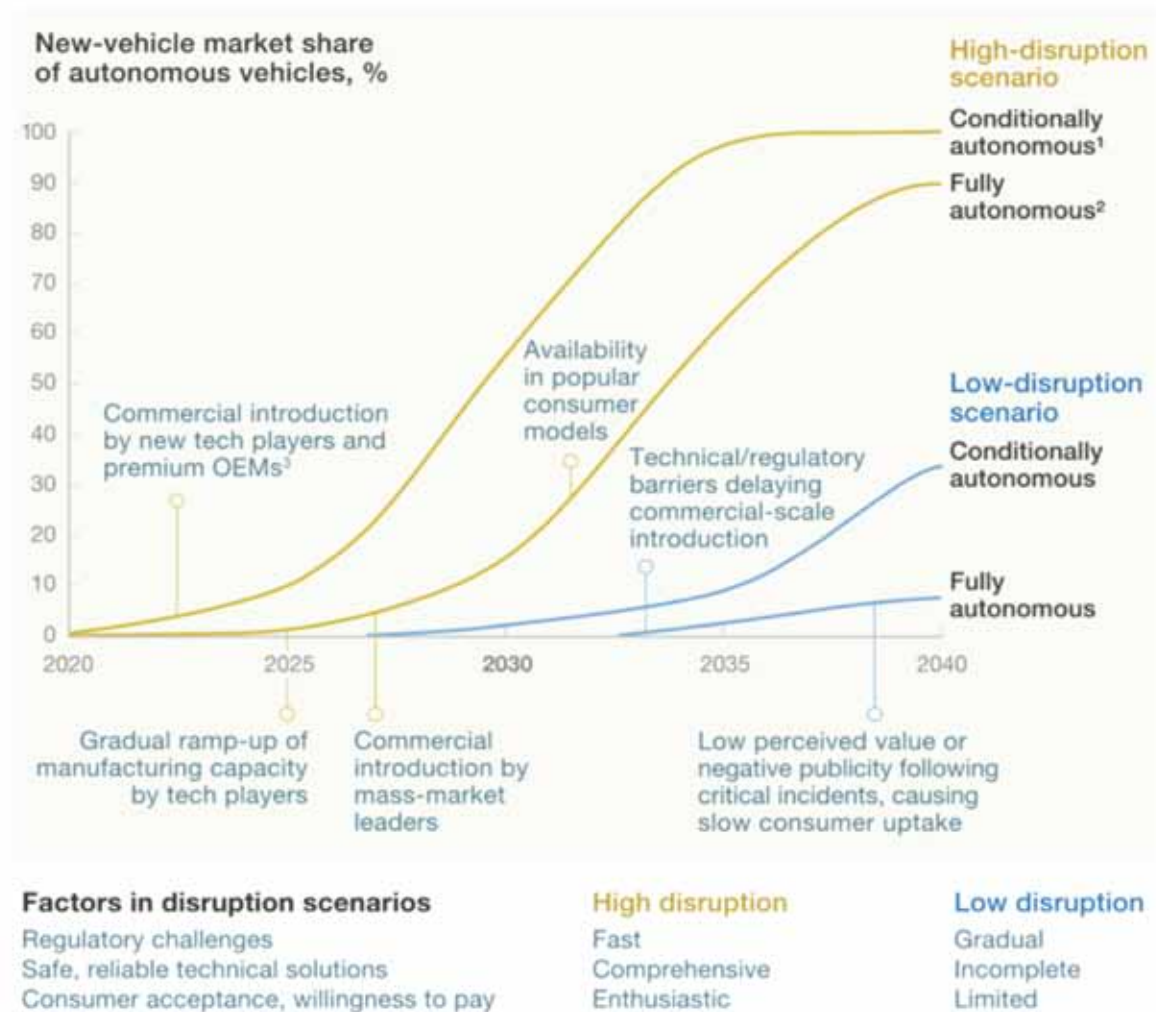 New-vehicle market share
of autonomous vehicles, %
High-disruption
scenario
Conditionally
autonomous¹
Fully
autonomous²
100
90
80
70
60
50
40
30
20
10
0
Commercial introduction
by new tech players and
premium OEMs³
Availability
in popular
consumer
models
Technical/regulatory
barriers delaying
commercial-scale
introduction
Low-disruption
scenario
Conditionally
autonomous
Fully
autonomous
2020
2025
2030
2035
2040
Gradual ramp-up of
manufacturing capacity
by tech players
Commercial
introduction by
mass-market
leaders
Low perceived value or
negative publicity following
critical incidents, causing
slow consumer uptake
Factors in disruption scenarios High disruption Low disruption
Regulatory challenges Fast Gradual
Safe, reliable technical solutions Comprehensive Incomplete
Consumer acceptance, willingness to pay Enthusiastic Limited